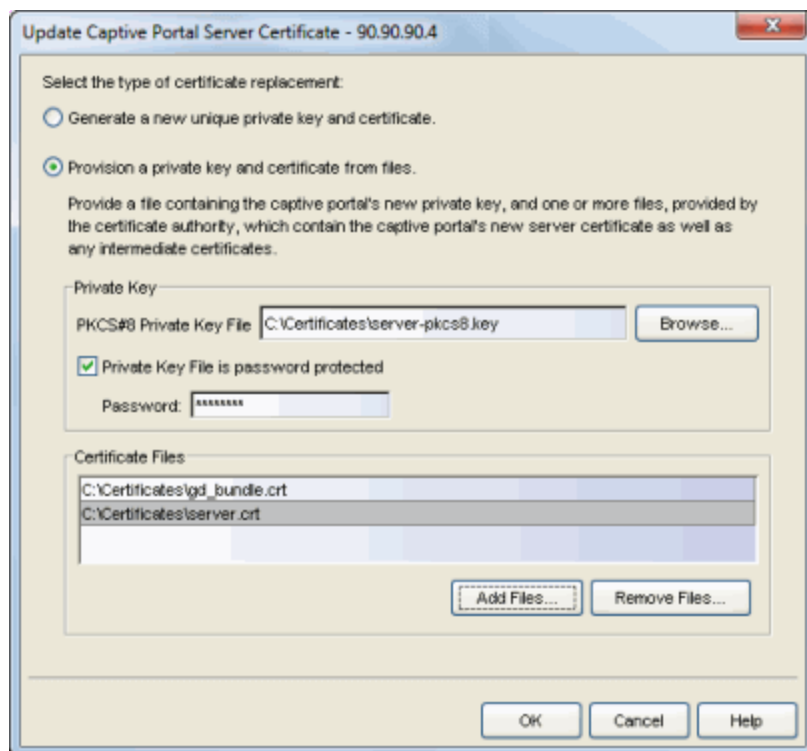 Update Captive Portal Server Certificate - 90.90.90.4
Select the type of certificate replacement:
Generate a new unique private key and certificate.
Provision a private key and certificate from files.
Provide a file containing the captive portal's new private key, and one or more files, provided by
the certificate authority, which contain the captive portal's new server certificate as well as
any intermediate certificates.
Private Key
PKCS#8 Private Key File C:\Certificates\server-pkcs8.key Browse...
Private Key File is password protected
Password: ********
Certificate Files
C:\Certificates\gd_bundle.crt
C:\Certificates\server.crt
Add Files... Remove Files...
OK Cancel Help